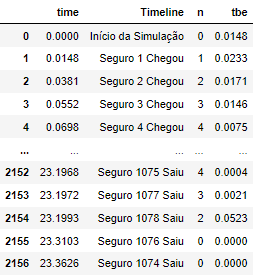 time Timeline n tbe
0 0.0000 Início da Simulação 0 0.0148
1 0.0148 Seguro 1 Chegou 1 0.0233
2 0.0381 Seguro 2 Chegou 2 0.0171
3 0.0552 Seguro 3 Chegou 3 0.0146
4 0.0698 Seguro 4 Chegou 4 0.0075
... ... ... ... ...
2152 23.1968 Seguro 1075 Saiu 4 0.0004
2153 23.1972 Seguro 1077 Saiu 3 0.0021
2154 23.1993 Seguro 1078 Saiu 2 0.0523
2155 23.3103 Seguro 1076 Saiu 0 0.0000
2156 23.3626 Seguro 1074 Saiu 0 0.0000